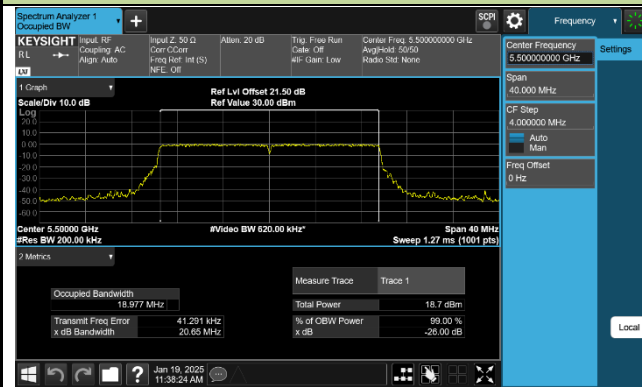 Spectrum Analyzer 1
Occupied BW
+
SCPI
Frequency
KEYSIGHT
RL
LXI
Input: RF
Coupling: AC
Align: Auto
Input Z: 50 Ω
Corr CCorr
Freq Ref: Int (S)
NFE: Off
Atten: 20 dB
Trig: Free Run
Gate: Off
#IF Gain: Low
Center Freq: 5.500000000 GHz
Avg|Hold: 50/50
Radio Std: None
Center Frequency
5.500000000 GHz
Settings
Span
40.000 MHz
CF Step
4.000000 MHz
Auto
Man
Freq Offset
0 Hz
1 Graph
Scale/Div 10.0 dB
Ref Lvl Offset 21.50 dB
Ref Value 30.00 dBm
Log
20.0
10.0
0.00
-10.0
-20.0
-30.0
-40.0
-50.0
-60.0
Center 5.50000 GHz
#Res BW 200.00 kHz
#Video BW 620.00 kHz*
Span 40 MHz
Sweep 1.27 ms (1001 pts)
2 Metrics
Measure Trace
Trace 1
Occupied Bandwidth
18.977 MHz
Total Power
18.7 dBm
Transmit Freq Error
41.291 kHz
% of OBW Power
99.00 %
x dB Bandwidth
20.65 MHz
x dB
-26.00 dB
Local
?
Jan 19, 2025
11:38:24 AM